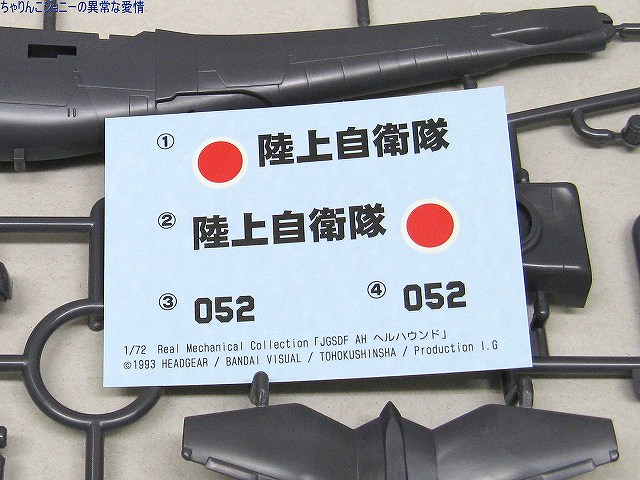 ちゃりんこジョニーの異常な愛情
① 陸上自衛隊
② 陸上自衛隊
③ 052 ④ 052
1/72 Real Mechanical Collection「JGSDF AH ヘルハウンド」
©1993 HEADGEAR / BANDAI VISUAL / TOHOKUSHINSHA / Production I.G